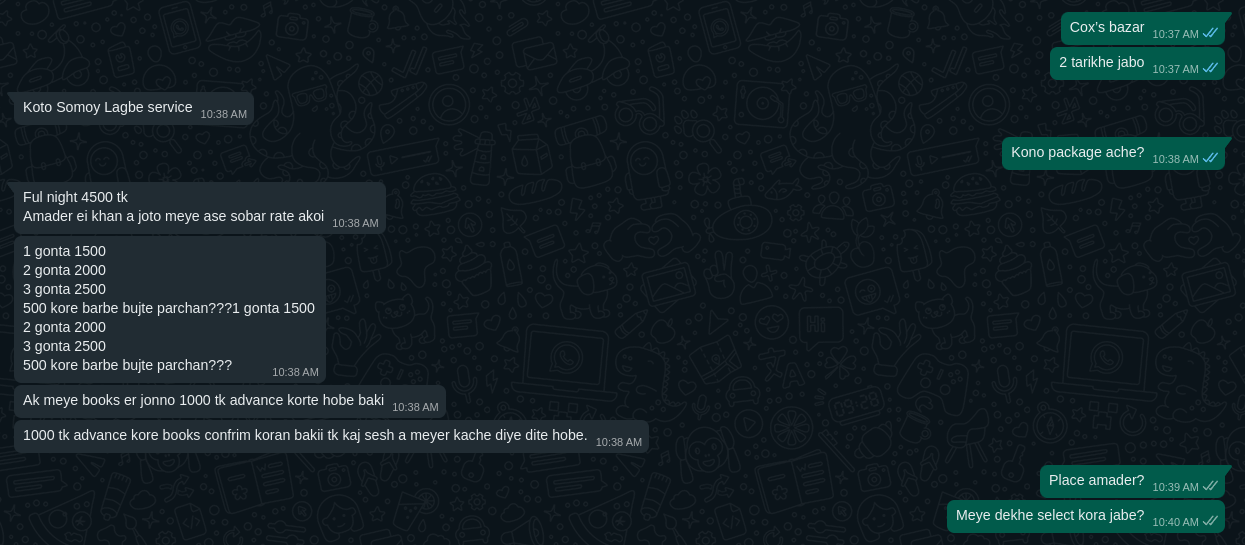 Cox's bazar 10:37 AM
2 tarikhe jabo 10:37 AM
Koto Somoy Lagbe service 10:38 AM
Kono package ache? 10:38 AM
Ful night 4500 tk
Amader ei khan a joto meye ase sobar rate akoi 10:38 AM
1 gonta 1500
2 gonta 2000
3 gonta 2500
500 kore barbe bujte parchan???1 gonta 1500
2 gonta 2000
3 gonta 2500
500 kore barbe bujte parchan??? 10:38 AM
Ak meye books er jonno 1000 tk advance korte hobe baki 10:38 AM
1000 tk advance kore books confrim koran bakii tk kaj sesh a meyer kache diye dite hobe. 10:38 AM
Place amader? 10:39 AM
Meye dekhe select kora jabe? 10:40 AM